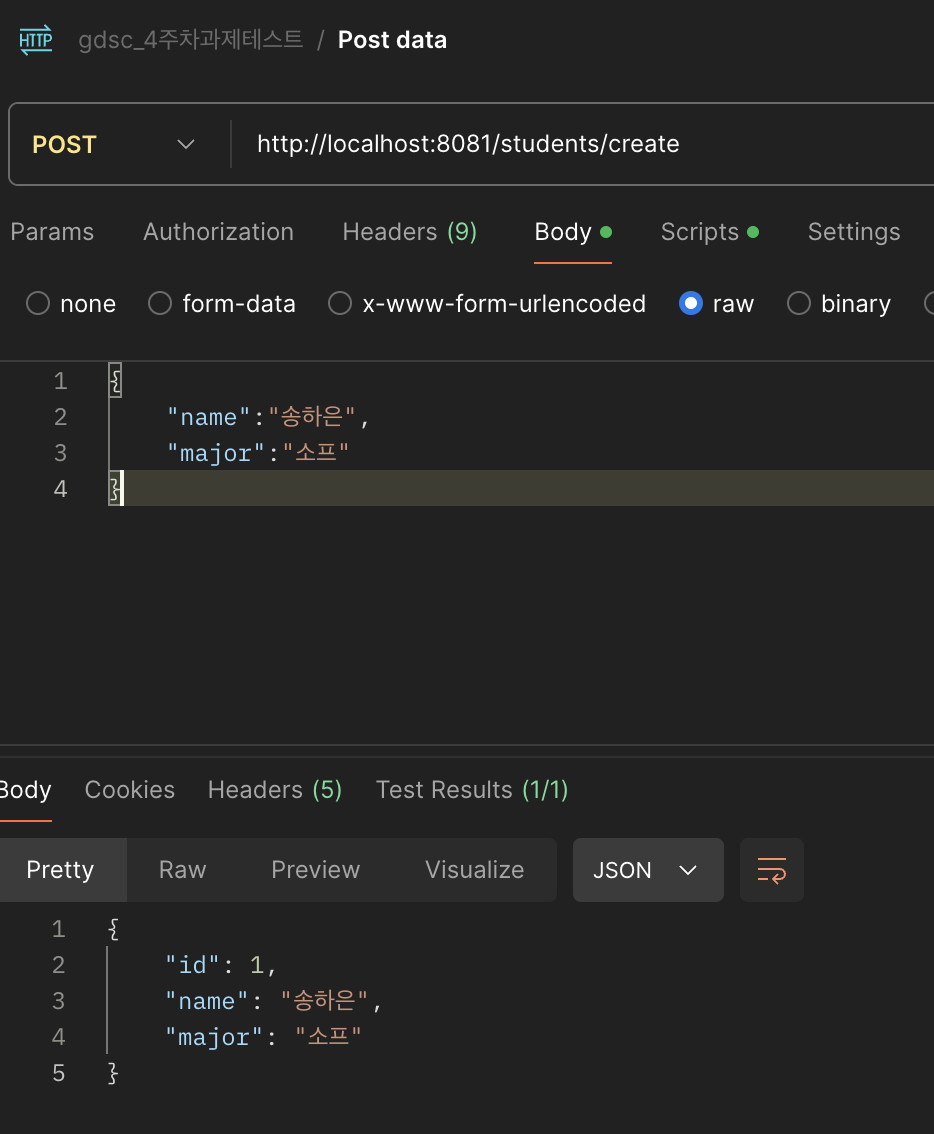 HTTP gdsc_4주차과제테스트 / Post data
POST http://localhost:8081/students/create
Params Authorization Headers (9) Body Scripts Settings
none form-data x-www-form-urlencoded raw binary
1 {
2 "name":"송하은",
3 "major":"소프"
4 }
Body Cookies Headers (5) Test Results (1/1)
Pretty Raw Preview Visualize JSON
1 {
2 "id": 1,
3 "name": "송하은",
4 "major": "소프"
5 }